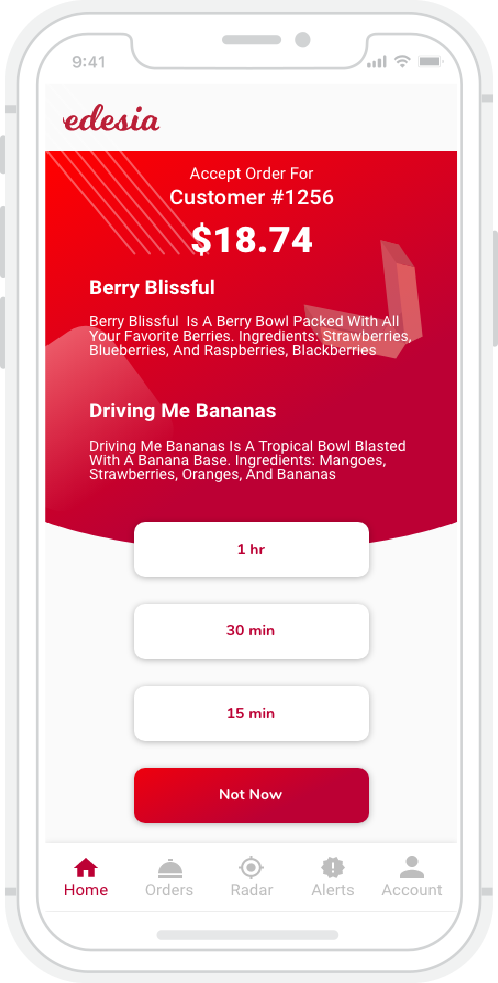 9:41
edesia
Accept Order For
Customer #1256
$18.74
Berry Blissful
Berry Blissful Is A Berry Bowl Packed With All
Your Favorite Berries. Ingredients: Strawberries,
Blueberries, And Raspberries, Blackberries
Driving Me Bananas
Driving Me Bananas Is A Tropical Bowl Blasted
With A Banana Base. Ingredients: Mangoes,
Strawberries, Oranges, And Bananas
1 hr
30 min
15 min
Not Now
Home Orders Radar Alerts Account